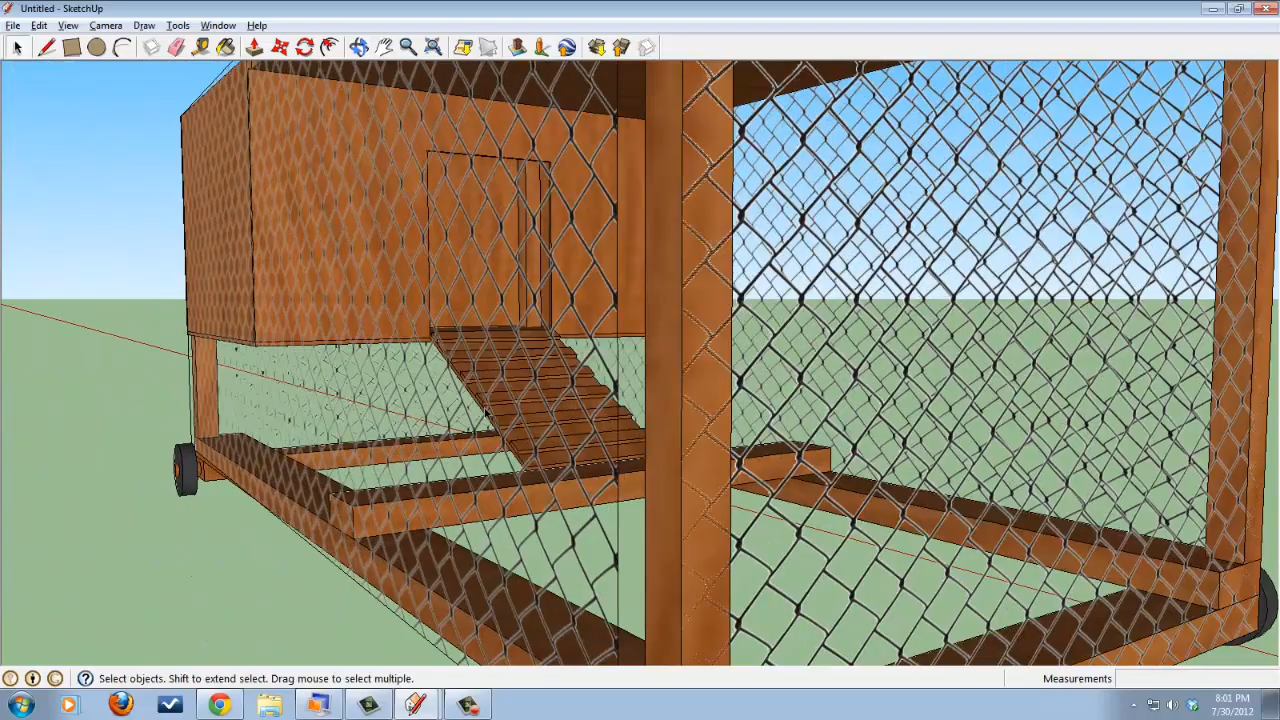 Untitled - SketchUp
File Edit View Camera Draw Tools Window Help
Select objects. Shift to extend select. Drag mouse to select multiple.
Measurements
8:01 PM
7/30/2012